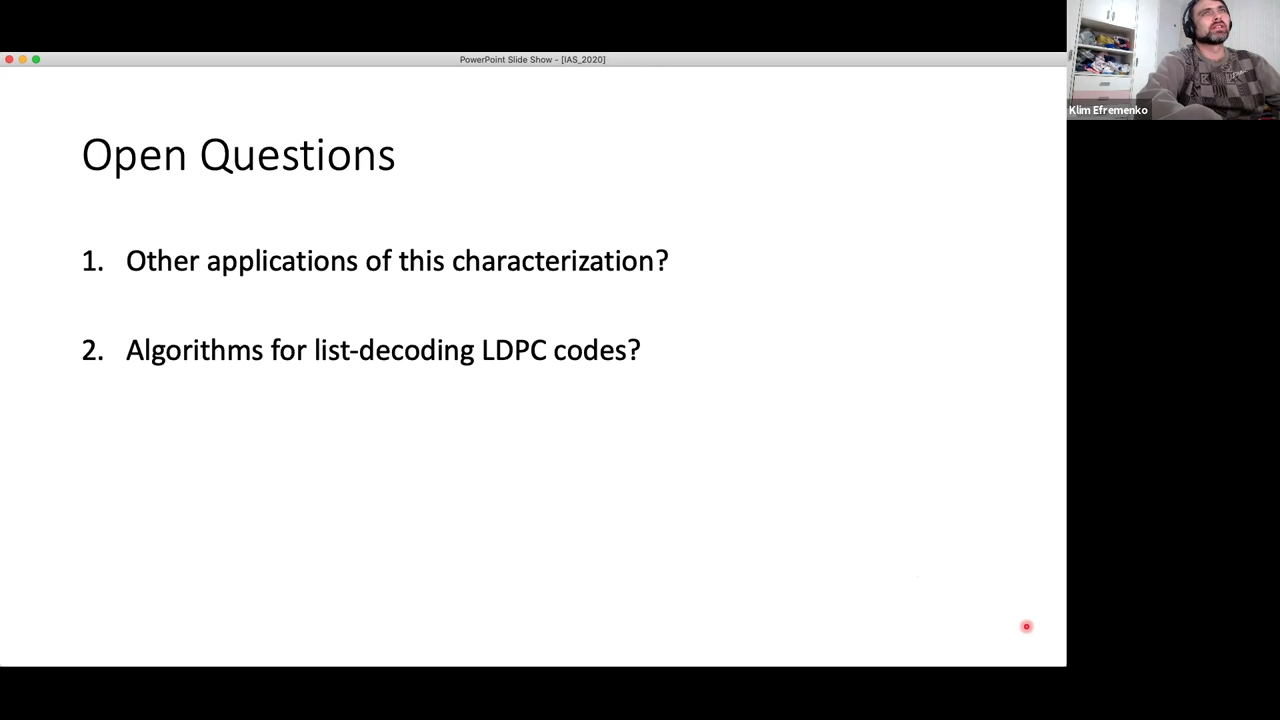 PowerPoint Slide Show - [IAS_2020]
Klim Efremenko
Open Questions
1. Other applications of this characterization?
2. Algorithms for list-decoding LDPC codes?